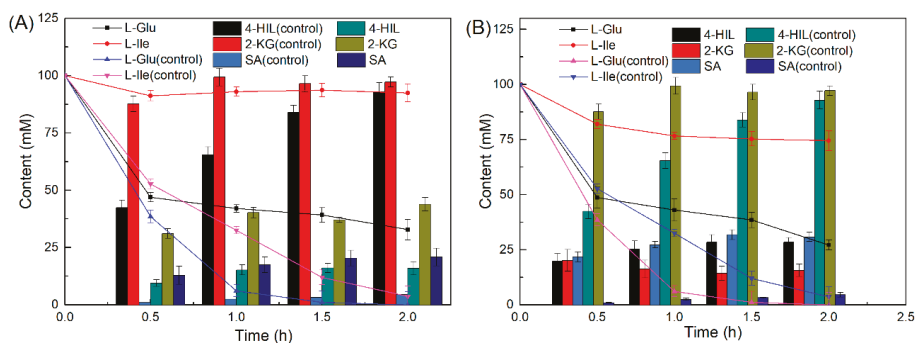 (A)
L-Glu
L-Ile
L-Glu(control)
L-Ile(control)
4-HIL(control) 4-HIL(control)
2-KG(control) 2-KG
SA(control) SA
Content (mM)
125
100
75
50
25
0
0.0 0.5 1.0 1.5 2.0
Time (h)
(B)
L-Glu
L-Ile
L-Glu(control)
L-Ile(control)
4-HIL 4-HIL(control)
2-KG 2-KG(control)
SA SA(control)
Content (mM)
125
100
75
50
25
0
0.0 0.5 1.0 1.5 2.0
Time (h)